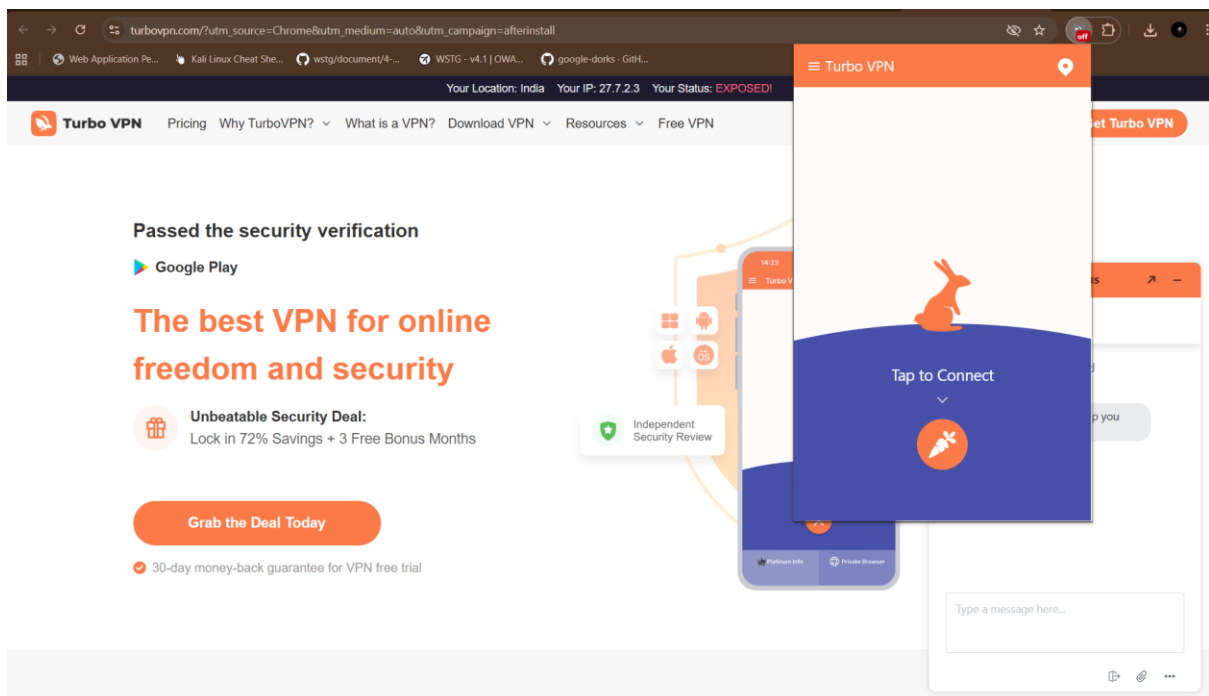 turbovpn.com/?utm_source=Chrome&utm_medium=auto&utm_campaign=afterinstall
off
Web Application Pe... Kali Linux Cheat She... wstg/document/4-... WSTG - v4.1 | OWA... google-dorks · GitH...
Your Location: India Your IP: 27.7.2.3 Your Status: EXPOSED!
Turbo VPN Pricing Why TurboVPN? What is a VPN? Download VPN Resources Free VPN
et Turbo VPN
Turbo VPN
Tap to Connect
Passed the security verification
Google Play
The best VPN for online
freedom and security
Unbeatable Security Deal:
Lock in 72% Savings + 3 Free Bonus Months
Grab the Deal Today
30-day money-back guarantee for VPN free trial
Independent
Security Review
14:23
Turbo V
Platinum Info Private Browser
p you
Type a message here...